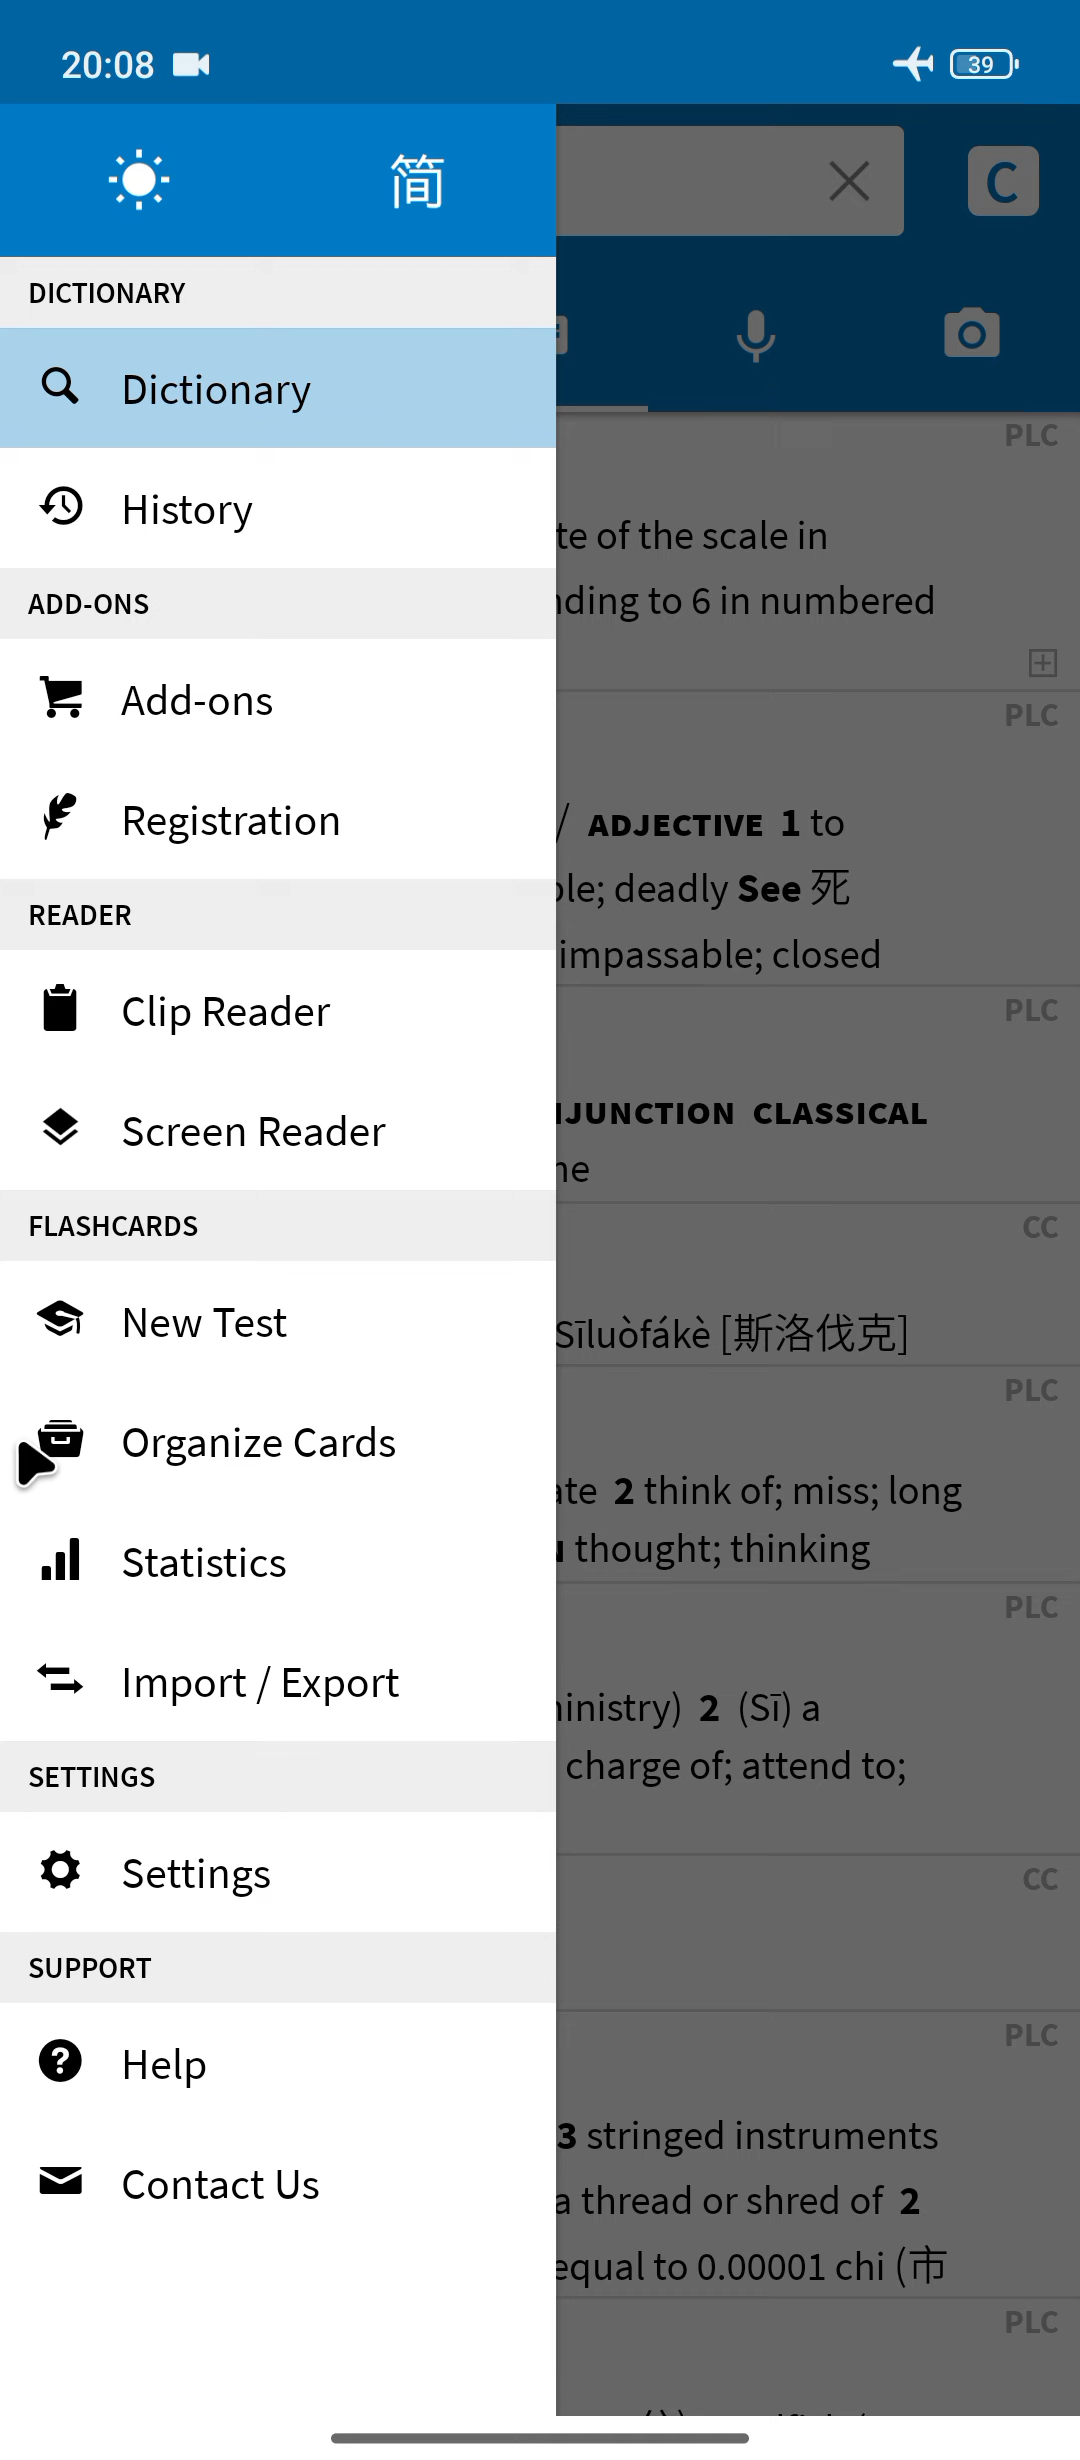 20:08
39
简
C
DICTIONARY
Dictionary
History
ADD-ONS
Add-ons
Registration
READER
Clip Reader
Screen Reader
FLASHCARDS
New Test
Organize Cards
Statistics
Import / Export
SETTINGS
Settings
SUPPORT
Help
Contact Us
PLC
te of the scale in
nding to 6 in numbered
PLC
/ ADJECTIVE 1 to
ble; deadly See 死
impassable; closed
PLC
NJUNCTION CLASSICAL
ne
CC
Sīluòfákè [斯洛伐克]
PLC
ate 2 think of; miss; long
thought; thinking
PLC
ministry) 2 (Sī) a
charge of; attend to;
CC
PLC
3 stringed instruments
a thread or shred of 2
equal to 0.00001 chi (市
PLC